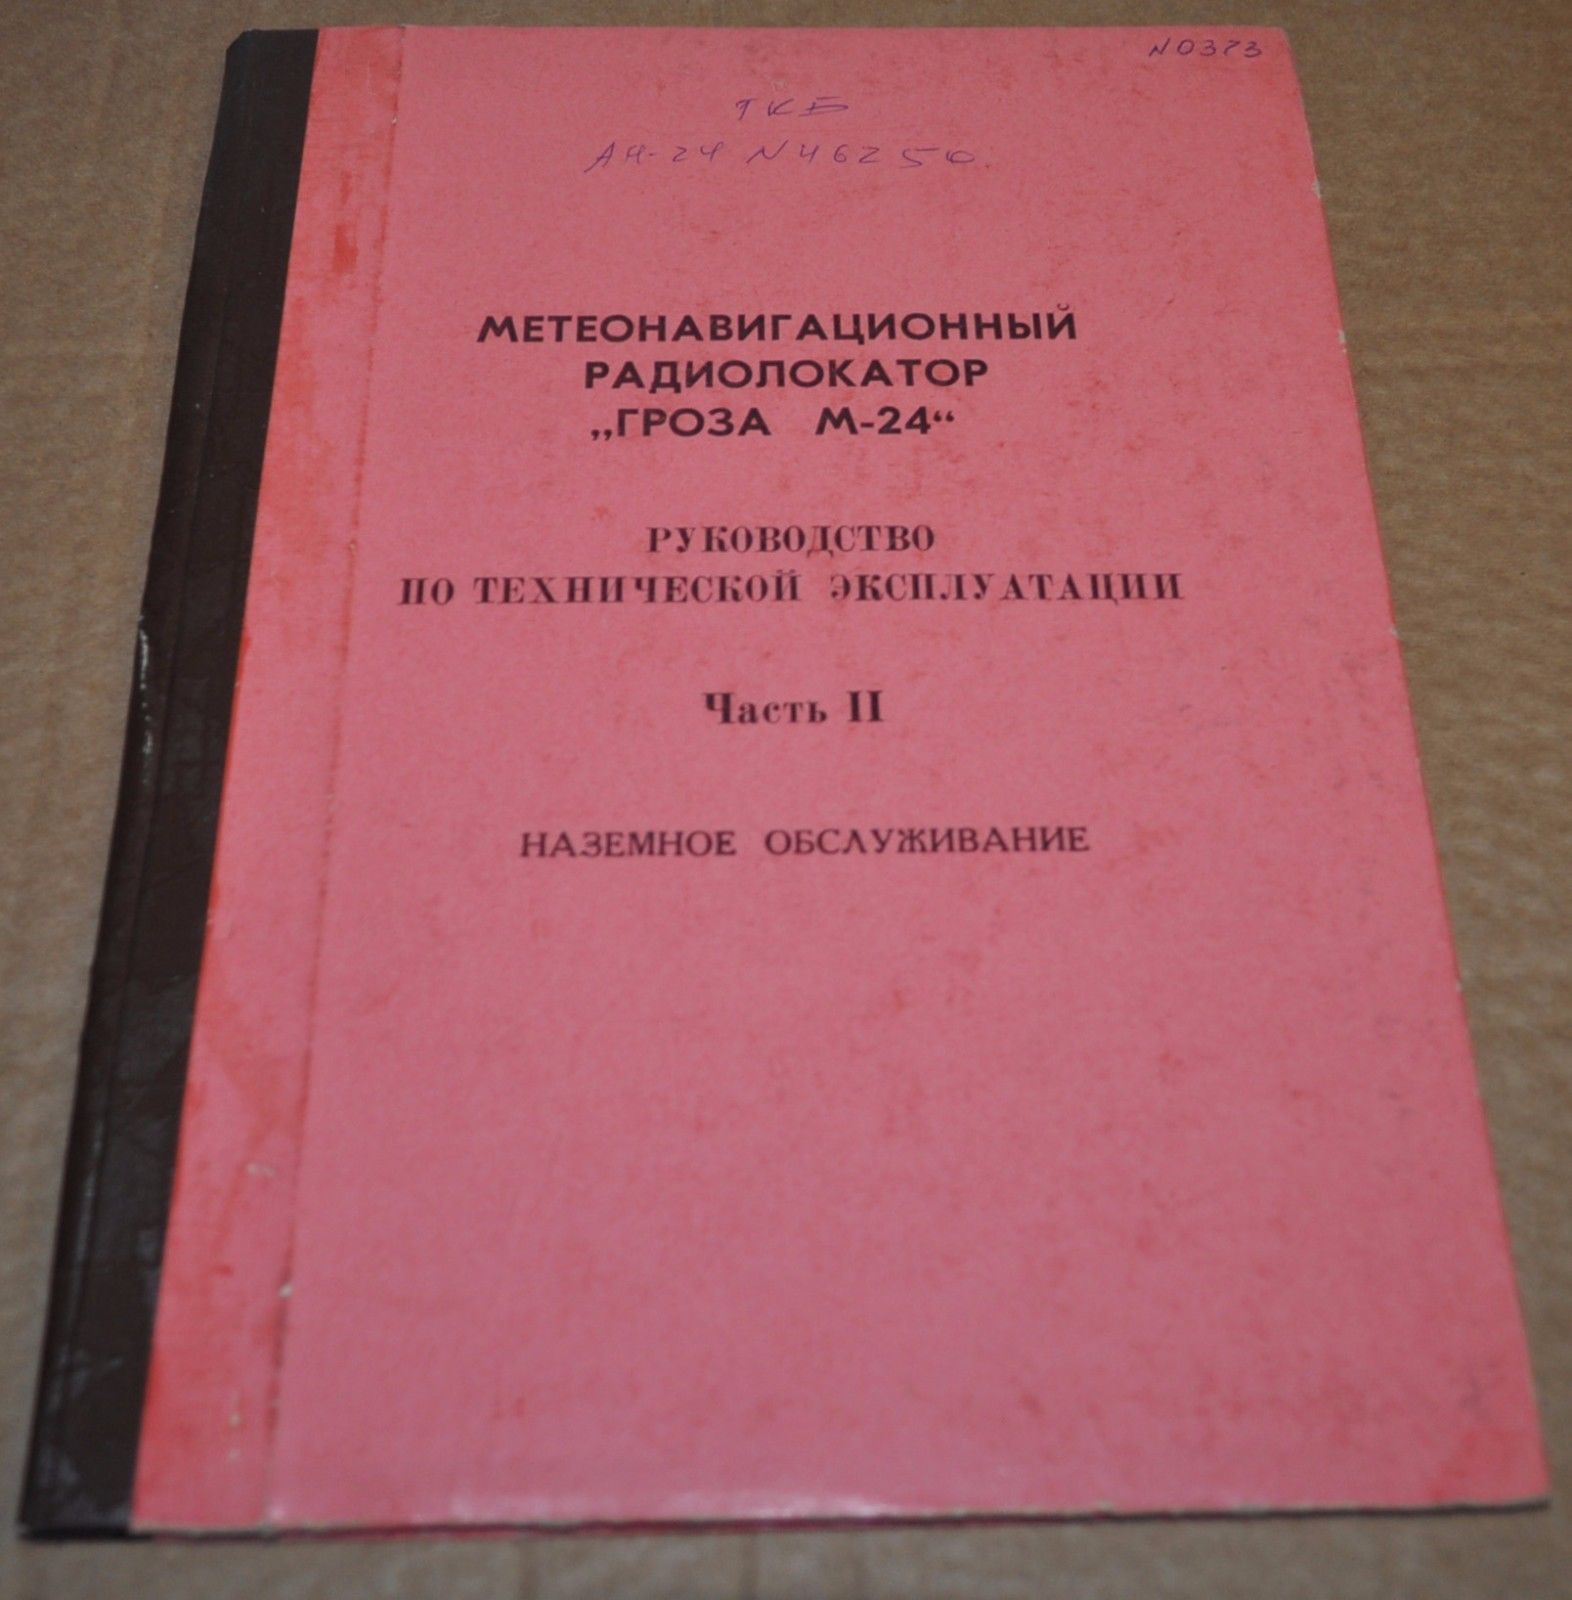 N0373
ТКБ
АН-24 N46250.
МЕТЕОНАВИГАЦИОННЫЙ
РАДИОЛОКАТОР
„ГРОЗА М-24“
РУКОВОДСТВО
ПО ТЕХНИЧЕСКОЙ ЭКСПЛУАТАЦИИ
Часть II
НАЗЕМНОЕ ОБСЛУЖИВАНИЕ